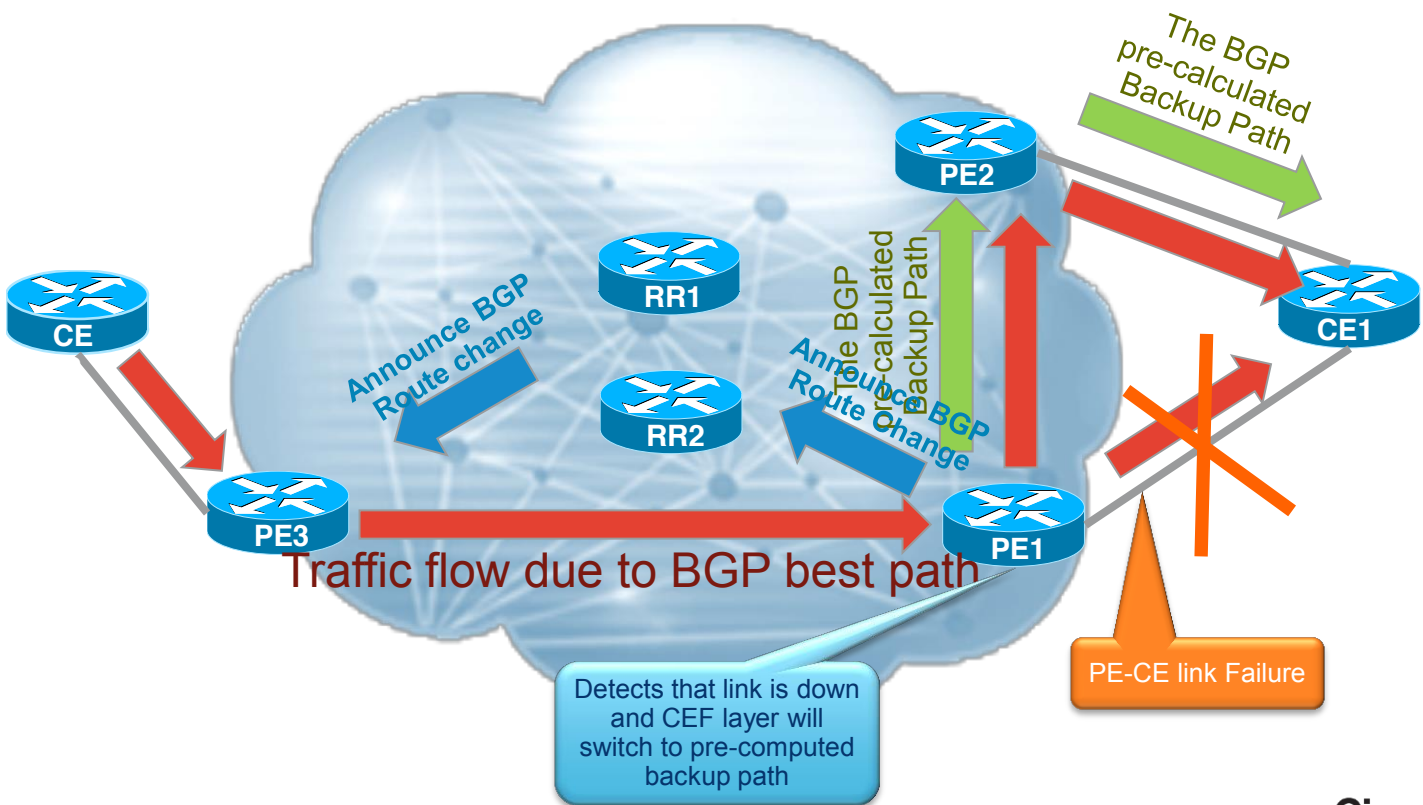 The BGP
pre-calculated
Backup Path
PE2
The BGP
pre-calculated
Backup Path
RR1
CE
CE1
Announce BGP
Route change
Announce BGP
Route Change
RR2
PE3
PE1
Traffic flow due to BGP best path
PE-CE link Failure
Detects that link is down
and CEF layer will
switch to pre-computed
backup path